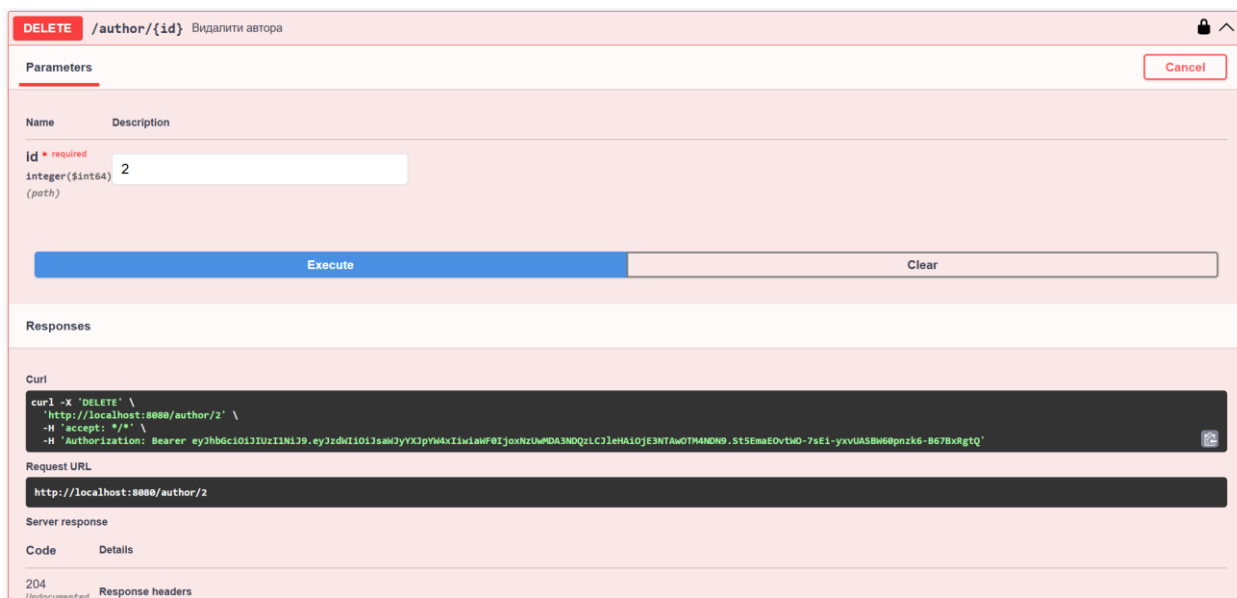 DELETE /author/{id} Видалити автора
Parameters
Cancel
Name Description
id * required
integer($int64)
(path)
2
Execute
Clear
Responses
Curl
curl -X 'DELETE' \
'http://localhost:8080/author/2' \
-H 'accept: */*' \
-H 'Authorization: Bearer eyJhbGciOiJIUzI1NiJ9.eyJzdWIiOiJsaWJyYXJpYW4xIiwiaWF0IjoxNzUwMDA3NDQzLCJleHAiOjE3NTAwOTM4NDN9.St5EmaEOvtWO-7sEi-yxvUASBW60pnzk6-B67BxRgtQ'
Request URL
http://localhost:8080/author/2
Server response
Code Details
204
Undocumented
Response headers